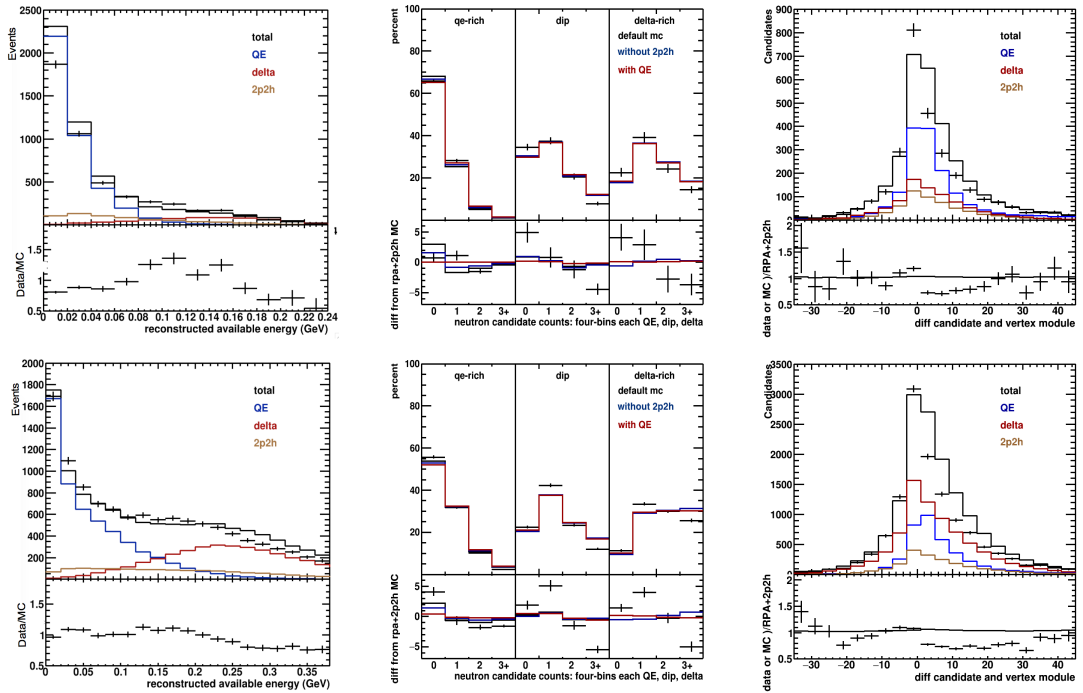 Events
2500
2000
1500
1000
500
0
total
QE
delta
2p2h
Data/MC
1.5
1
0.5
0 0.02 0.04 0.06 0.08 0.1 0.12 0.14 0.16 0.18 0.2 0.22 0.24
reconstructed available energy (GeV)
percent
100
80
60
40
20
0
qe-rich dip delta-rich
default mc
without 2p2h
with QE
diff from rpa+2p2h MC
5
0
−5
0 1 2 3+ 0 1 2 3+ 0 1 2 3+
neutron candidate counts: four-bins each QE, dip, delta
Candidates
900
800
700
600
500
400
300
200
100
total
QE
delta
2p2h
data or MC )/RPA+2p2h
2
1.5
1
0.5
−30 −20 −10 0 10 20 30 40
diff candidate and vertex module
Events
2000
1800
1600
1400
1200
1000
800
600
400
200
total
QE
delta
2p2h
Data/MC
1.5
1
0.5
0 0.05 0.1 0.15 0.2 0.25 0.3 0.35
reconstructed available energy (GeV)
percent
100
80
60
40
20
0
qe-rich dip delta-rich
default mc
without 2p2h
with QE
diff from rpa+2p2h MC
5
0
−5
0 1 2 3+ 0 1 2 3+ 0 1 2 3+
neutron candidate counts: four-bins each QE, dip, delta
Candidates
3500
3000
2500
2000
1500
1000
500
0
total
QE
delta
2p2h
data or MC )/RPA+2p2h
2
1.5
1
0.5
−30 −20 −10 0 10 20 30 40
diff candidate and vertex module